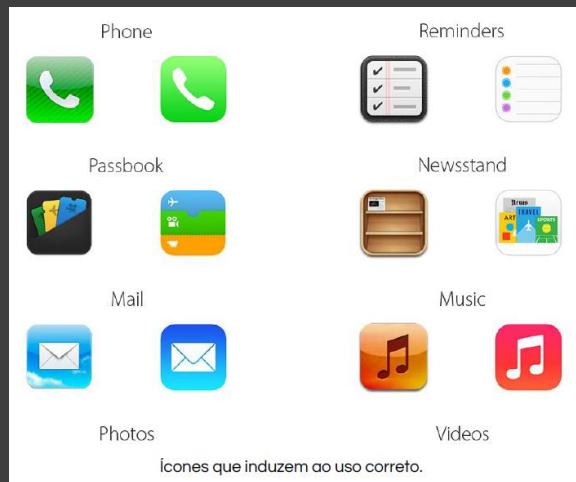 Phone
Reminders
Passbook
Newsstand
Mail
Music
Photos
Videos
Ícones que induzem ao uso correto.